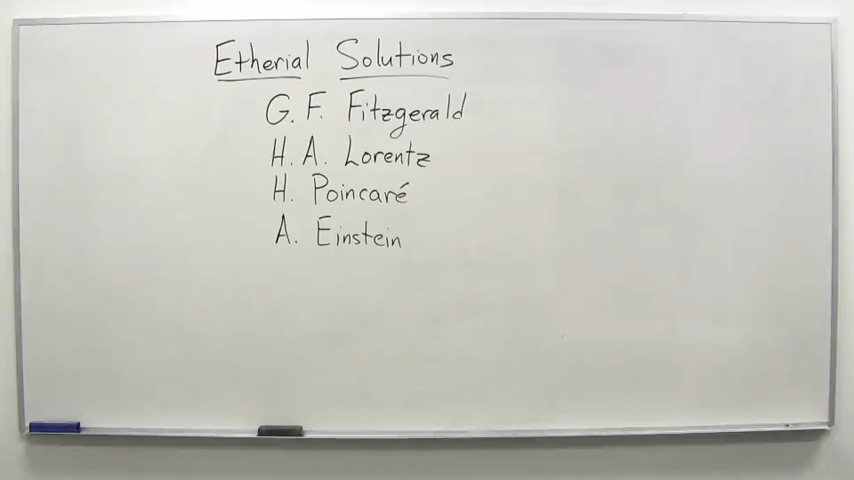 Etherial Solutions
G. F. Fitzgerald
H. A. Lorentz
H. Poincaré
A. Einstein